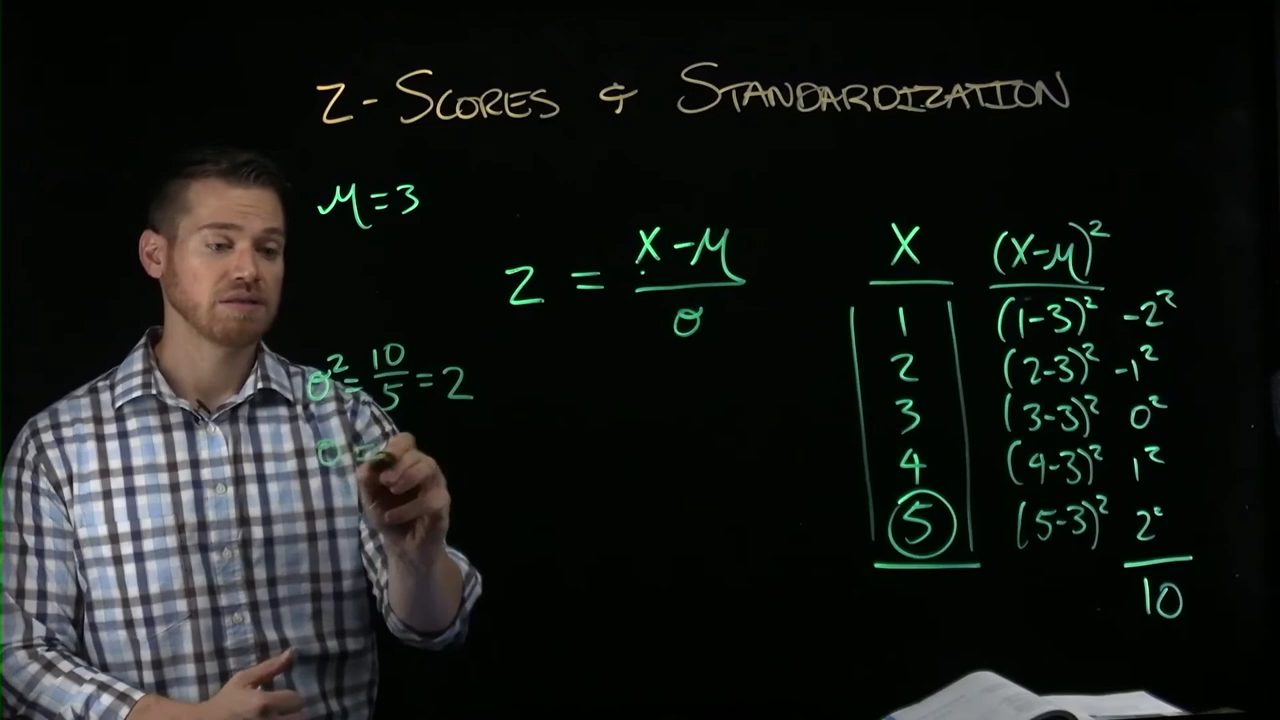 Z-SCORES & STANDARDIZATION
μ=3
Z = (X-μ)/σ
σ²=10/5=2
σ=
X (X-μ)²
1 (1-3)² -2²
2 (2-3)² -1²
3 (3-3)² 0²
4 (4-3)² 1²
5 (5-3)² 2²
10